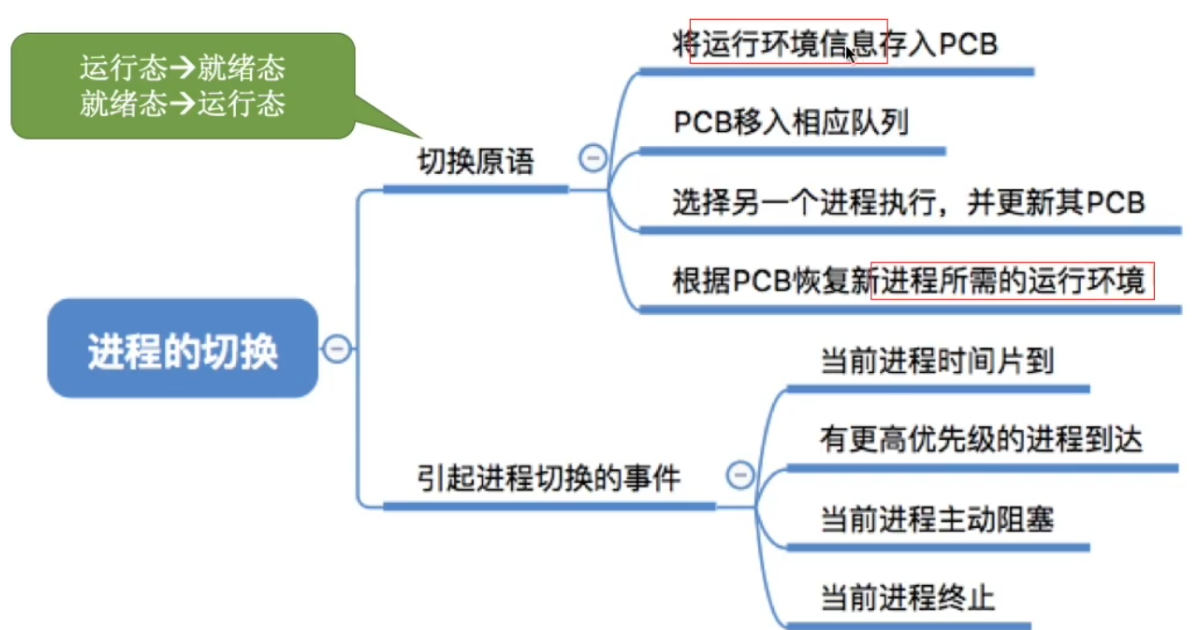 运行态→就绪态
就绪态→运行态
将运行环境信息存入PCB
PCB移入相应队列
切换原语
选择另一个进程执行，并更新其PCB
根据PCB恢复新进程所需的运行环境
进程的切换
当前进程时间片到
有更高优先级的进程到达
引起进程切换的事件
当前进程主动阻塞
当前进程终止